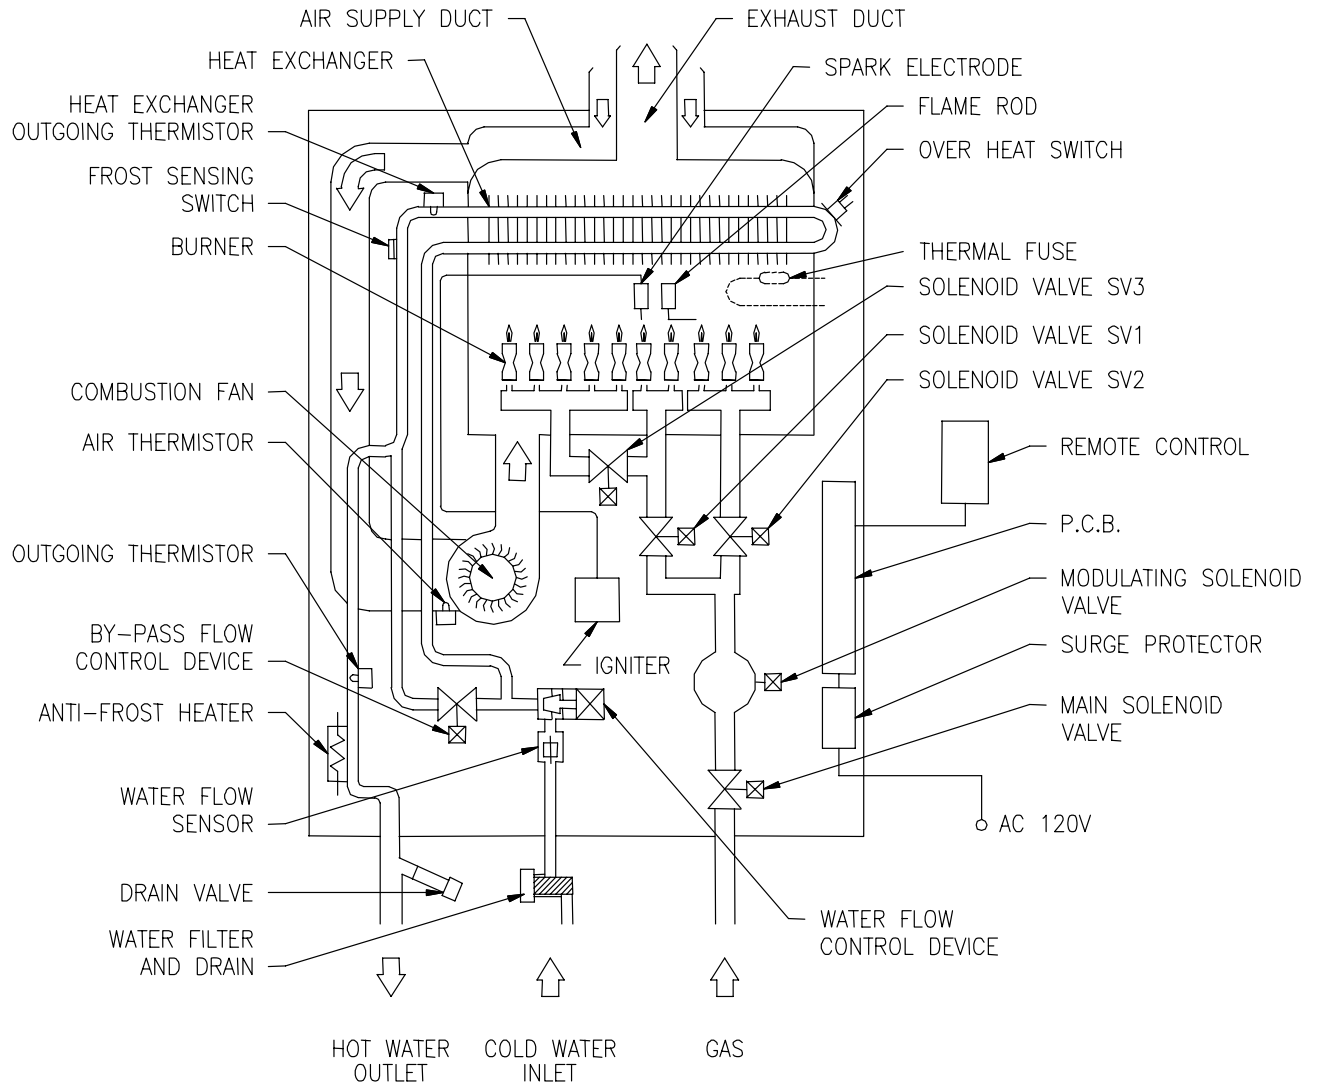 AIR SUPPLY DUCT
EXHAUST DUCT
HEAT EXCHANGER
SPARK ELECTRODE
HEAT EXCHANGER
OUTGOING THERMISTOR
FLAME ROD
OVER HEAT SWITCH
FROST SENSING
SWITCH
BURNER
THERMAL FUSE
SOLENOID VALVE SV3
SOLENOID VALVE SV1
SOLENOID VALVE SV2
COMBUSTION FAN
AIR THERMISTOR
REMOTE CONTROL
P.C.B.
OUTGOING THERMISTOR
MODULATING SOLENOID
VALVE
BY-PASS FLOW
CONTROL DEVICE
SURGE PROTECTOR
IGNITER
ANTI-FROST HEATER
MAIN SOLENOID
VALVE
WATER FLOW
SENSOR
AC 120V
DRAIN VALVE
WATER FLOW
CONTROL DEVICE
WATER FILTER
AND DRAIN
HOT WATER
OUTLET
COLD WATER
INLET
GAS